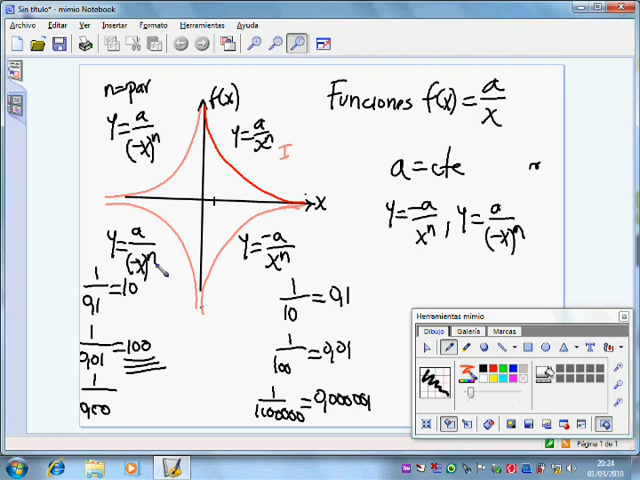 Sin título* - mimio Notebook
Archivo Editar Ver Insertar Formato Herramientas Ayuda
n=par
f(x)
y=a/(-x)^n
y=a/x^n
I
x
y=a/(-x)^n
y=-a/x^n
1/0,1=10
1/0,01=100
1/10=0,1
1/100=0,01
1/1100000=0,000001
Funciones f(x)=a/x
a=cte
n
y=-a/x^n, y=a/(-x)^n
Herramientas mimio
Dibujo Galería Marcas
T
Página 1 de 1
20:24
01/03/2010